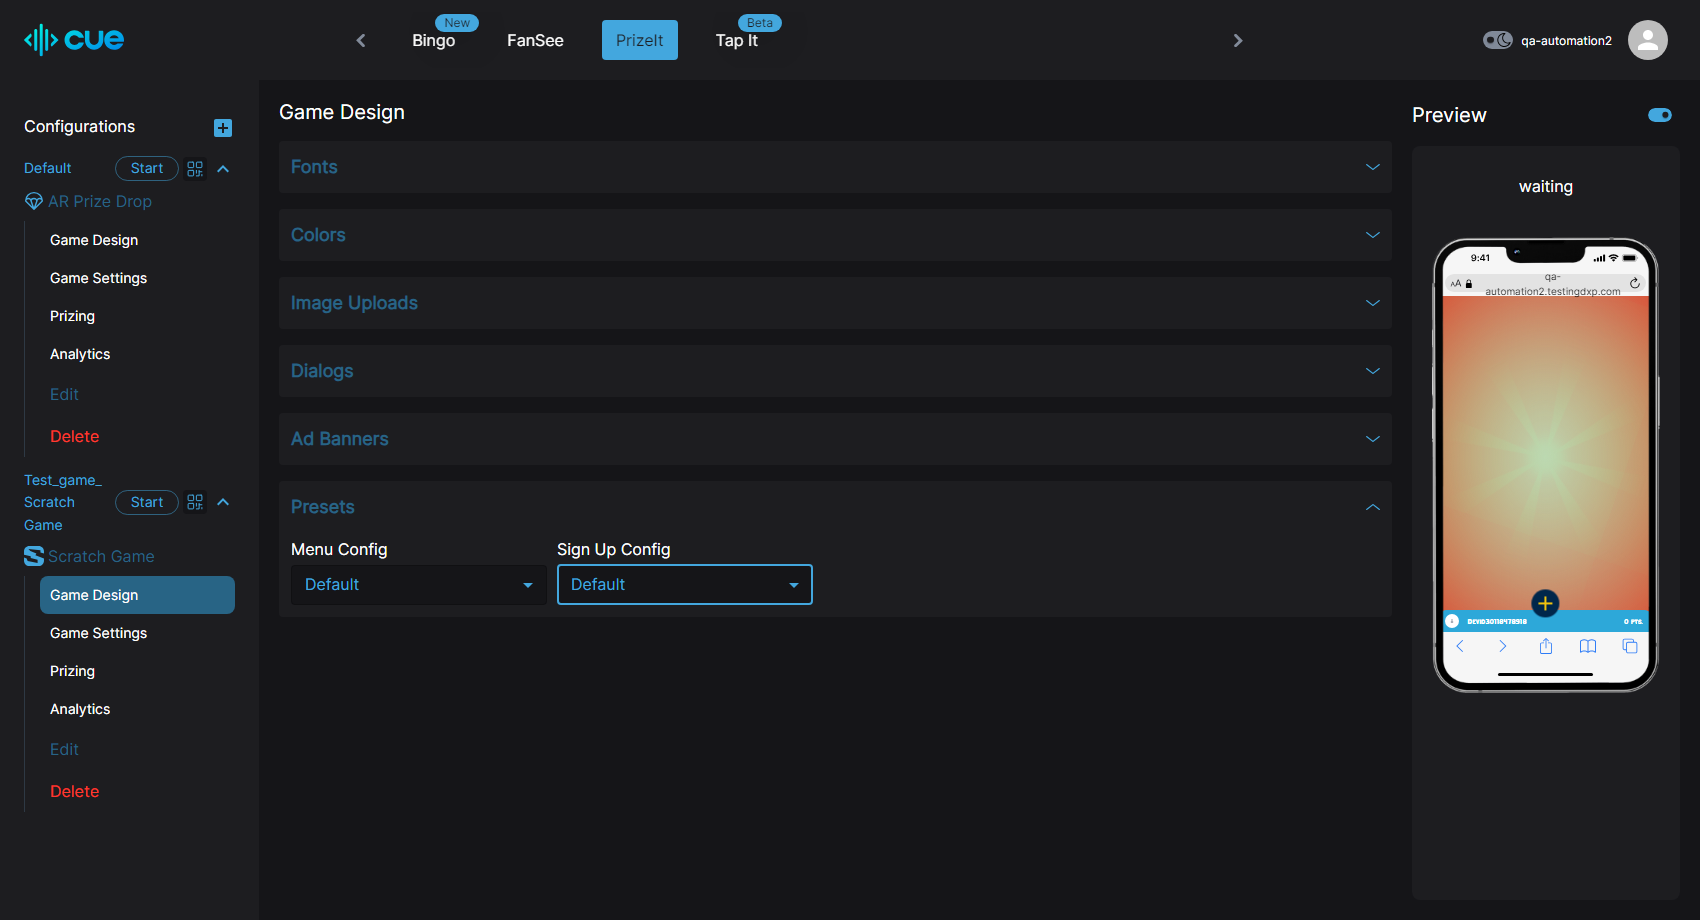 cue
New
Bingo
FanSee
PrizeIt
Beta
Tap It
qa-automation2
Configurations
Default
Start
AR Prize Drop
Game Design
Game Settings
Prizing
Analytics
Edit
Delete
Test_game_
Scratch
Game
Start
Scratch Game
Game Design
Game Settings
Prizing
Analytics
Edit
Delete
Game Design
Fonts
Colors
Image Uploads
Dialogs
Ad Banners
Presets
Menu Config
Sign Up Config
Default
Default
Preview
waiting
9:41
AA
qa-
automation2.testingdxp.com
0 PTS.